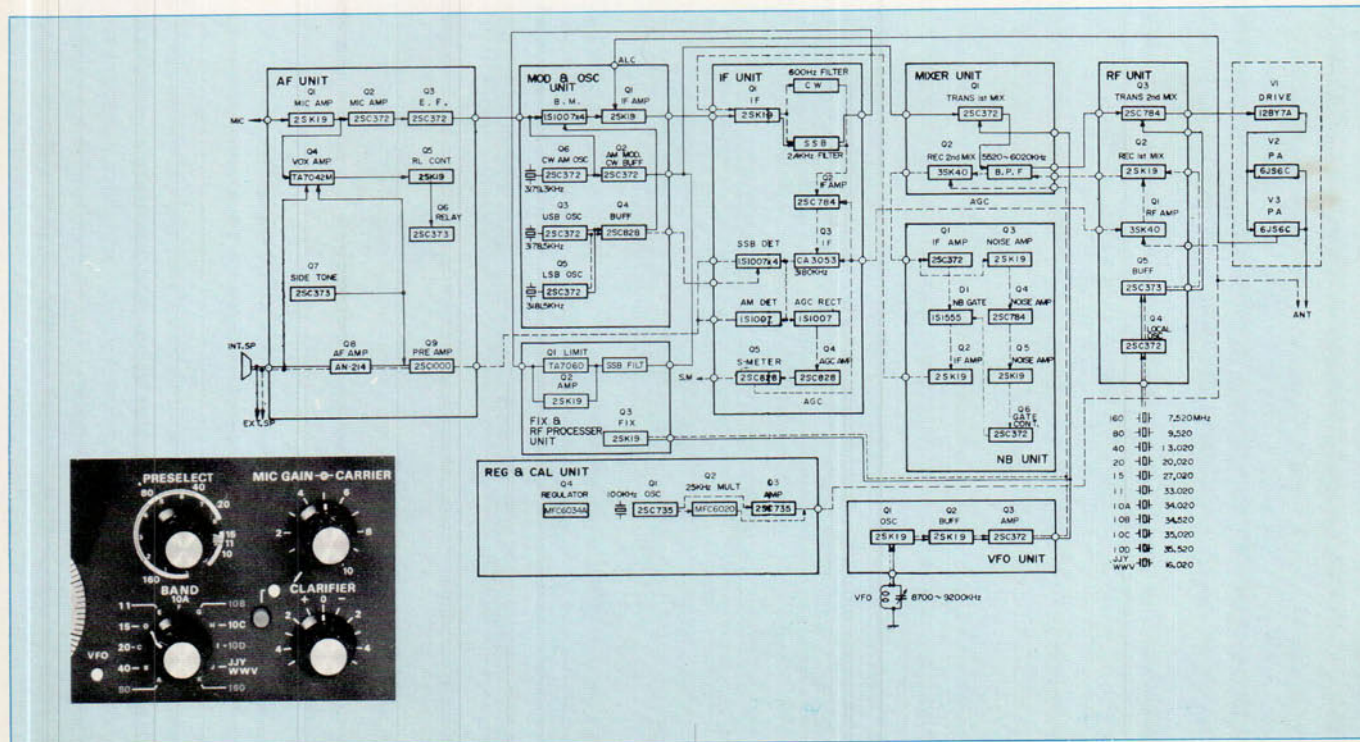 AF UNIT
Q1
MIC AMP
2SK19
Q2
MIC AMP
2SC372
Q3
E. F.
2SC372
MIC
Q4
VOX AMP
TA7042M
Q5
RL CONT
2SK19
Q6
RELAY
2SC373
Q7
SIDE TONE
2SC373
INT.SP
Q8
AF AMP
AN-214
Q9
PRE AMP
2SC1000
EXT.SP
MOD & OSC
UNIT
ALC
B. M.
1S1007x4
Q1
IF AMP
2SK19
Q6
CW AM OSC
2SC372
Q2
AM MOD.
CW BUFF
2SC372
3179.3KHz
Q3
USB OSC
2SC372
Q4
BUFF
2SC828
3178.5KHz
Q5
LSB OSC
2SC372
3181.5KHz
Q1 LIMIT
TA7060
SSB FILT
Q2
AMP
2SK19
Q3
FIX
2SK19
FIX &
RF PROCESSER
UNIT
IF UNIT
600Hz FILTER
CW
Q1
IF
2SK19
SSB
2.4KHz FILTER
Q2
IF AMP
2SC784
Q3
IF
CA3053
3180KHz
SSB DET
1S1007x4
AM DET
1S1007
AGC RECT
1S1007
Q5
S-METER
2SC828
Q4
AGC AMP
2SC828
S.M
AGC
MIXER UNIT
Q1
TRANS 1st MIX
2SC372
Q2
REC 2nd MIX
3SK40
5520~6020KHz
B. P. F
AGC
Q1
IF AMP
2SC372
Q3
NOISE AMP
2SK19
D1
NB GATE
1S1555
Q4
NOISE AMP
2SC784
Q2
IF AMP
2SK19
Q5
NOISE AMP
2SK19
Q6
GATE
CONT.
2SC372
NB UNIT
RF UNIT
Q3
TRANS 2nd MIX
2SC784
Q2
REC 1st MIX
2SK19
Q1
RF AMP
3SK40
Q5
BUFF
2SC373
Q4
LOCAL
OSC
2SC372
V1
DRIVE
12BY7A
V2
PA
6JS6C
V3
PA
6JS6C
ANT
160 7,520MHz
80 9,520
40 13,020
20 20,020
15 27,020
11 33,020
10A 34,020
10B 34,520
10C 35,020
10D 35,520
JJY
WWV 16,020
REG & CAL UNIT
Q4
REGULATOR
MFC6034A
Q1
100KHz OSC
2SC735
Q2
25KHz MULT
MFC6020
Q3
AMP
2SC735
Q1
OSC
2SK19
Q2
BUFF
2SK19
Q3
AMP
2SC372
VFO UNIT
VFO
8700~9200KHz
PRESELECT
80
40
20
15
11
10
160
MIC GAIN CARRIER
2
4
6
8
10
BAND
10A
11
15
20
40
80
10B
10C
10D
JJY
WWV
160
VFO
CLARIFIER
+ 0 -
2 2
4 4